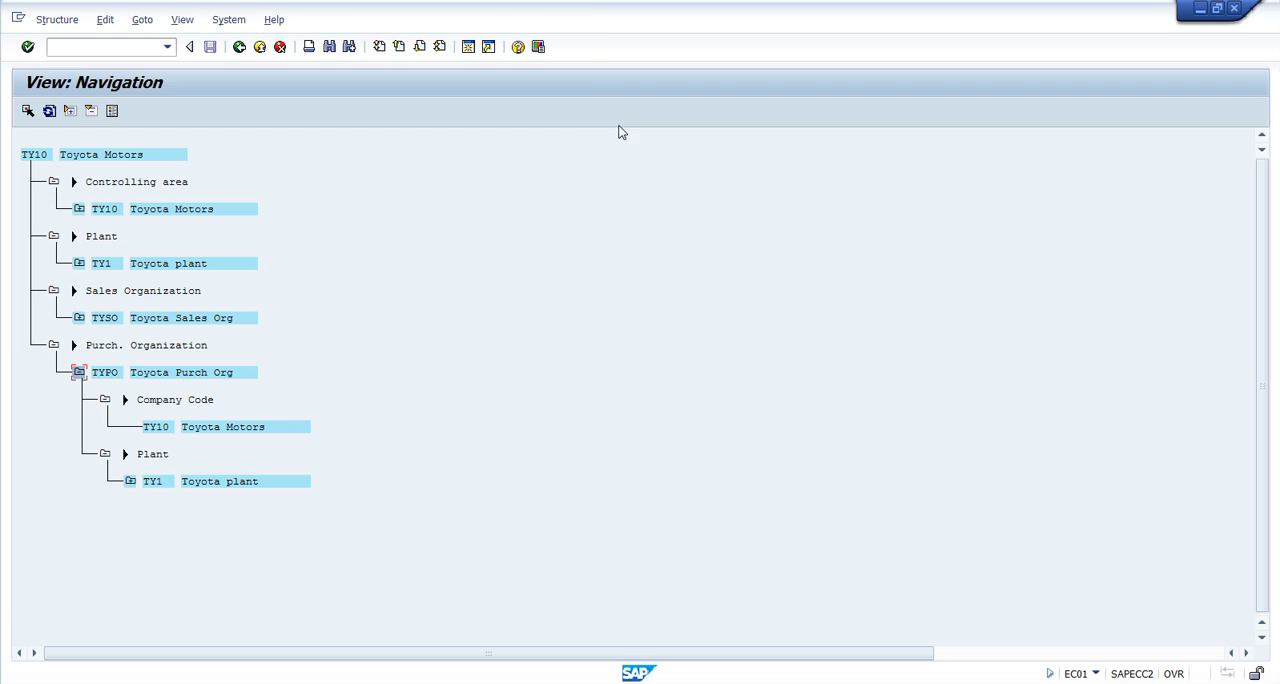 Structure Edit Goto View System Help
View: Navigation
TY10 Toyota Motors
Controlling area
TY10 Toyota Motors
Plant
TY1 Toyota plant
Sales Organization
TYSO Toyota Sales Org
Purch. Organization
TYPO Toyota Purch Org
Company Code
TY10 Toyota Motors
Plant
TY1 Toyota plant
SAP
EC01 SAPECC2 OVR